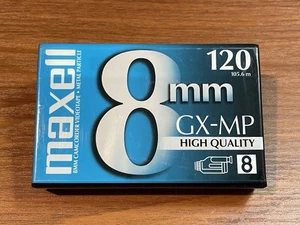 maxell
8MM CAMCORDER VIDEOTAPE • METAL PARTICLE
120
105.6 m
8mm
GX-MP
HIGH QUALITY
8